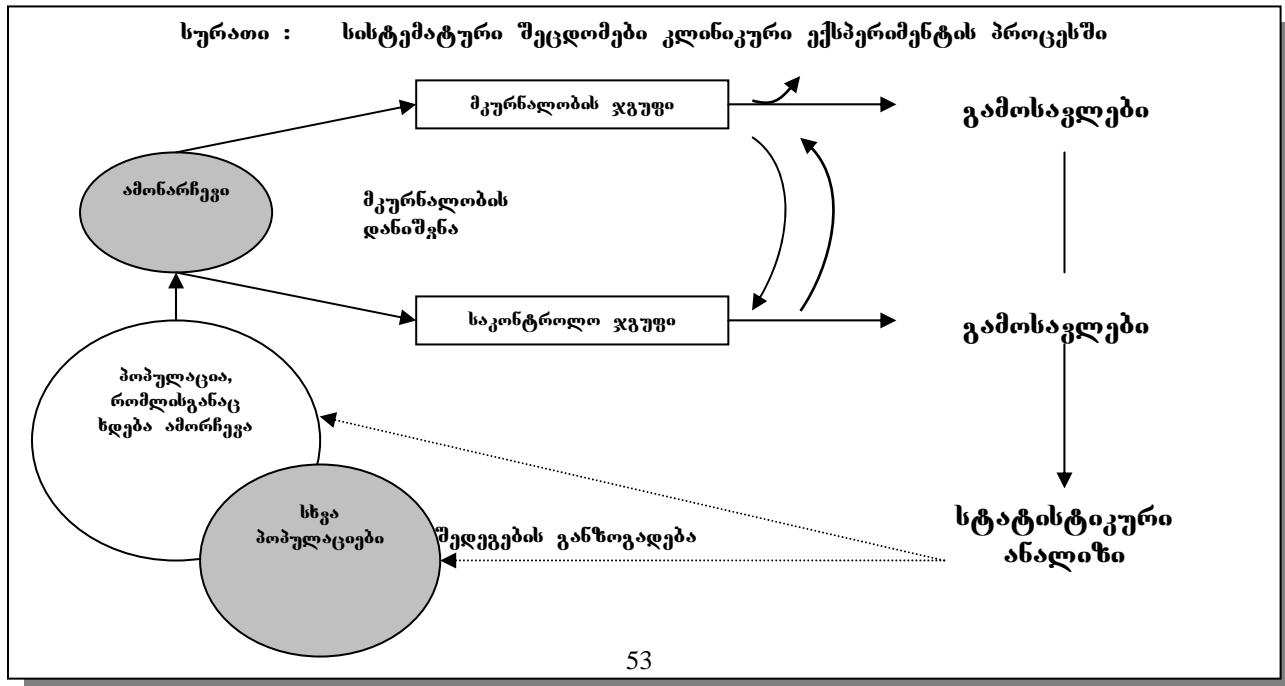 სურათი : სისტემატური შეცდომები კლინიკური ექსპერიმენტის პროცესში
მკურნალობის ჯგუფი
გამოსავლები
ამონარჩევი
მკურნალობის
დანიშვნა
საკონტროლო ჯგუფი
გამოსავლები
პოპულაცია,
რომლისგანაც
ხდება ამორჩევა
სხვა
პოპულაციები
შედეგების განზოგადება
სტატისტიკური
ანალიზი
53